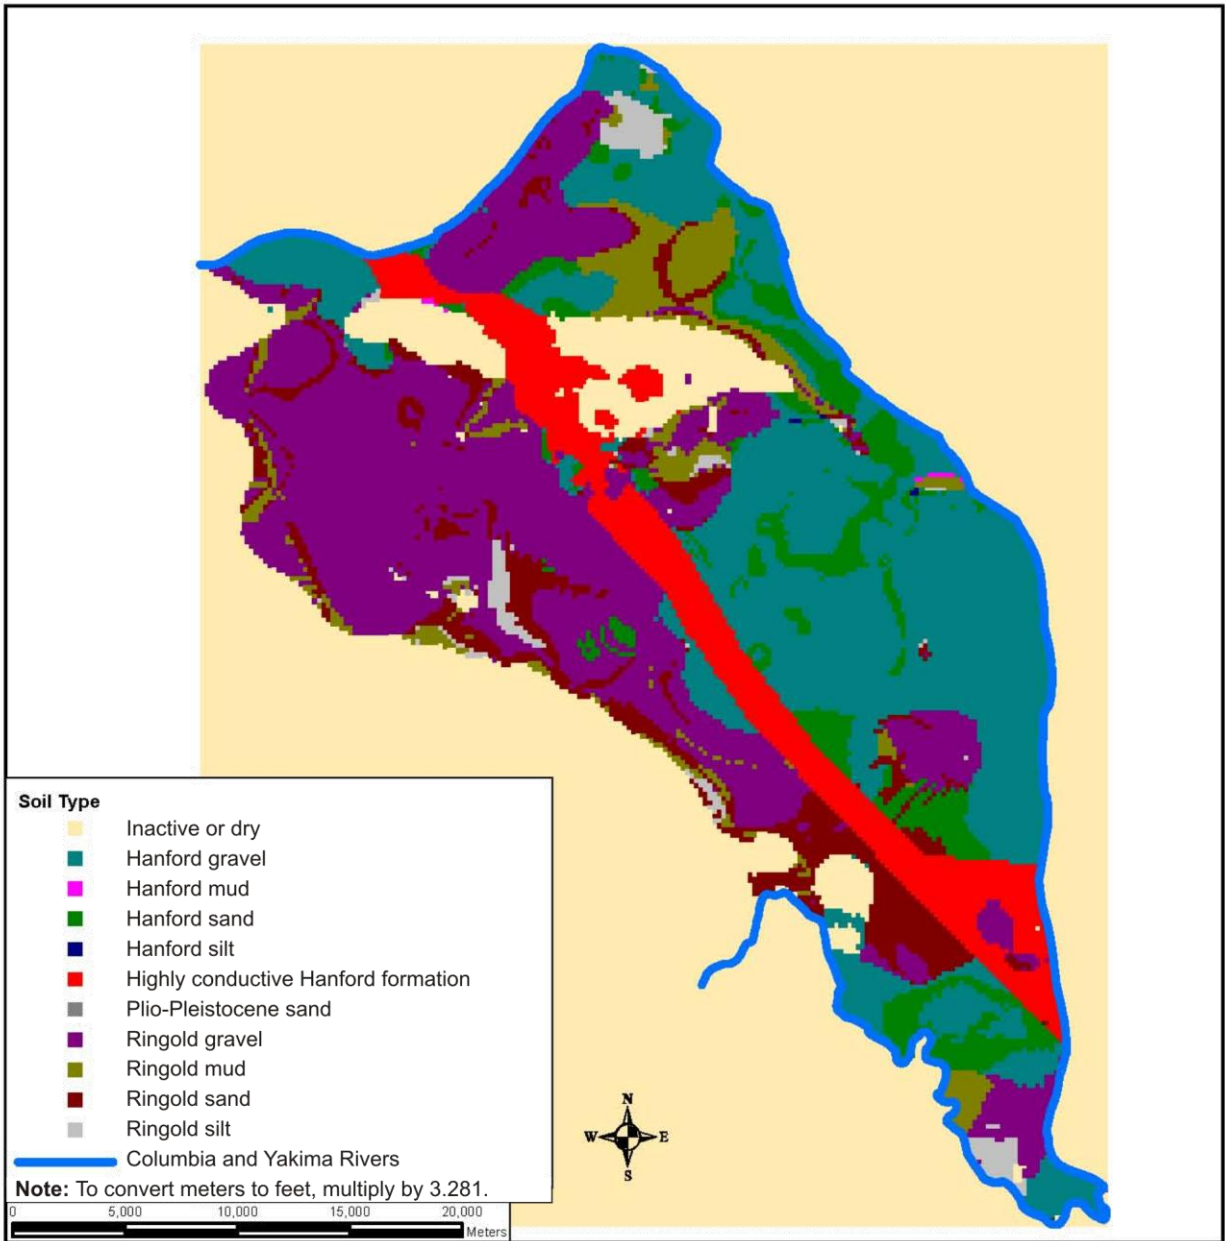 Soil Type
Inactive or dry
Hanford gravel
Hanford mud
Hanford sand
Hanford silt
Highly conductive Hanford formation
Plio-Pleistocene sand
Ringold gravel
Ringold mud
Ringold sand
Ringold silt
Columbia and Yakima Rivers
Note: To convert meters to feet, multiply by 3.281.
0 5,000 10,000 15,000 20,000
Meters
N
W E
S